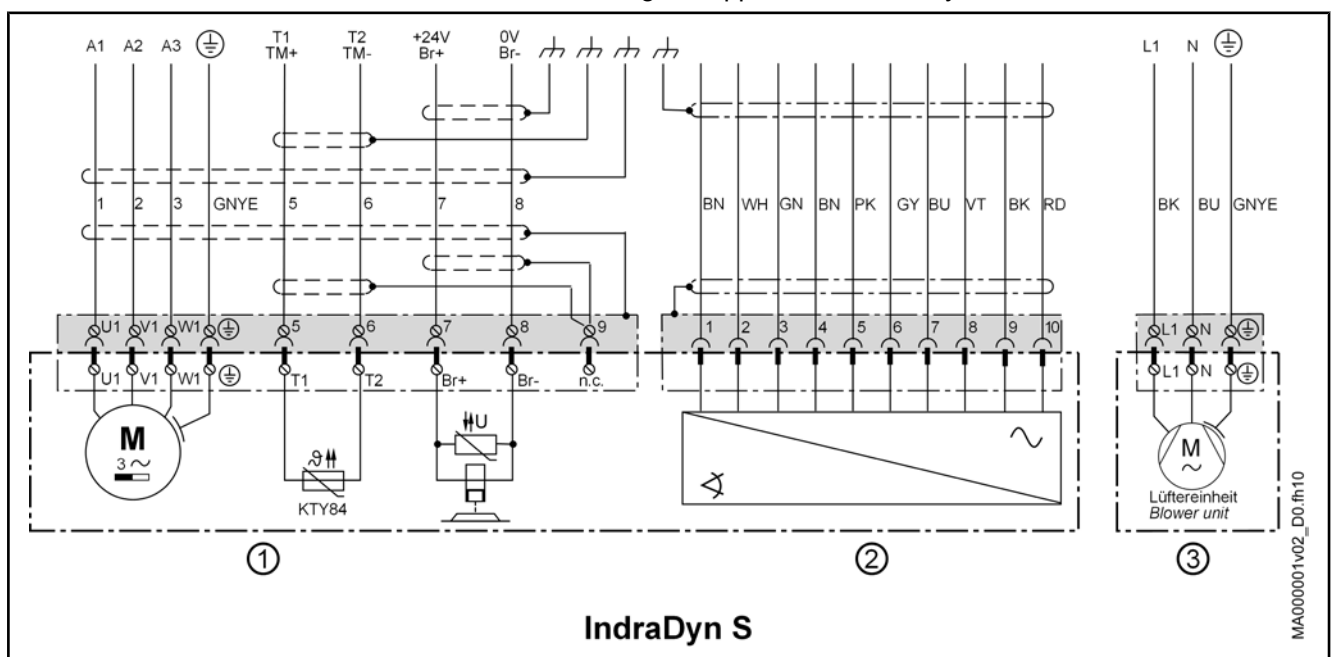 A1 A2 A3
T1 T2 +24V 0V
TM+ TM- Br+ Br-
L1 N
1 2 3 GNYE 5 6 7 8
BN WH GN BN PK GY BU VT BK RD
BK BU GNYE
U1 V1 W1 5 6 7 8 9
1 2 3 4 5 6 7 8 9 10
L1 N
U1 V1 W1 T1 T2 Br+ Br- n.c.
L1 N
M
3 ~
ϑ
KTY84
U
M
~
Lüftereinheit
Blower unit
1 2 3
IndraDyn S
MA000001v02_D0.fh10